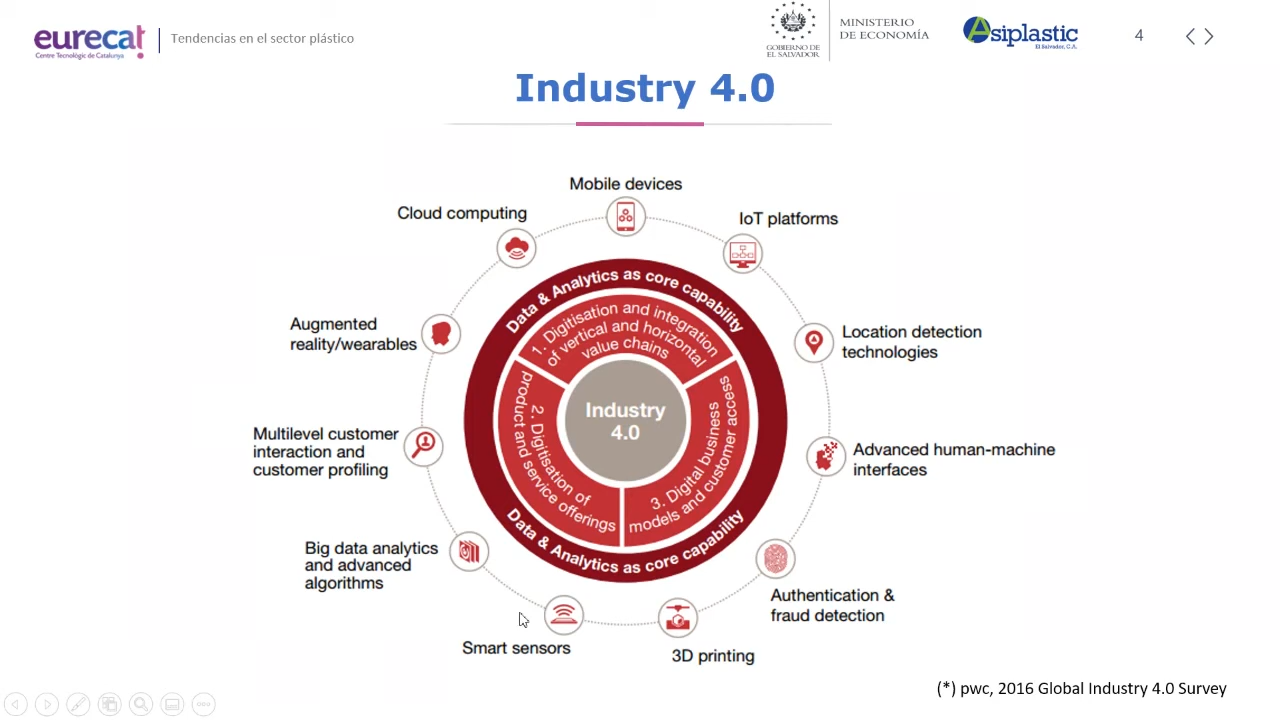 eurecat
Centre Tecnològic de Catalunya
Tendencias en el sector plástico
GOBIERNO DE
EL SALVADOR
MINISTERIO
DE ECONOMÍA
Asiplastic
El Salvador, C.A.
4
Industry 4.0
Mobile devices
Cloud computing
IoT platforms
Augmented
reality/wearables
Location detection
technologies
Multilevel customer
interaction and
customer profiling
Advanced human-machine
interfaces
Big data analytics
and advanced
algorithms
Authentication &
fraud detection
Smart sensors
3D printing
Data & Analytics as core capability
1. Digitisation and integration
of vertical and horizontal
value chains
2. Digitisation of
product and service offerings
3. Digital business
models and customer access
Industry
4.0
Data & Analytics as core capability
(*) pwc, 2016 Global Industry 4.0 Survey